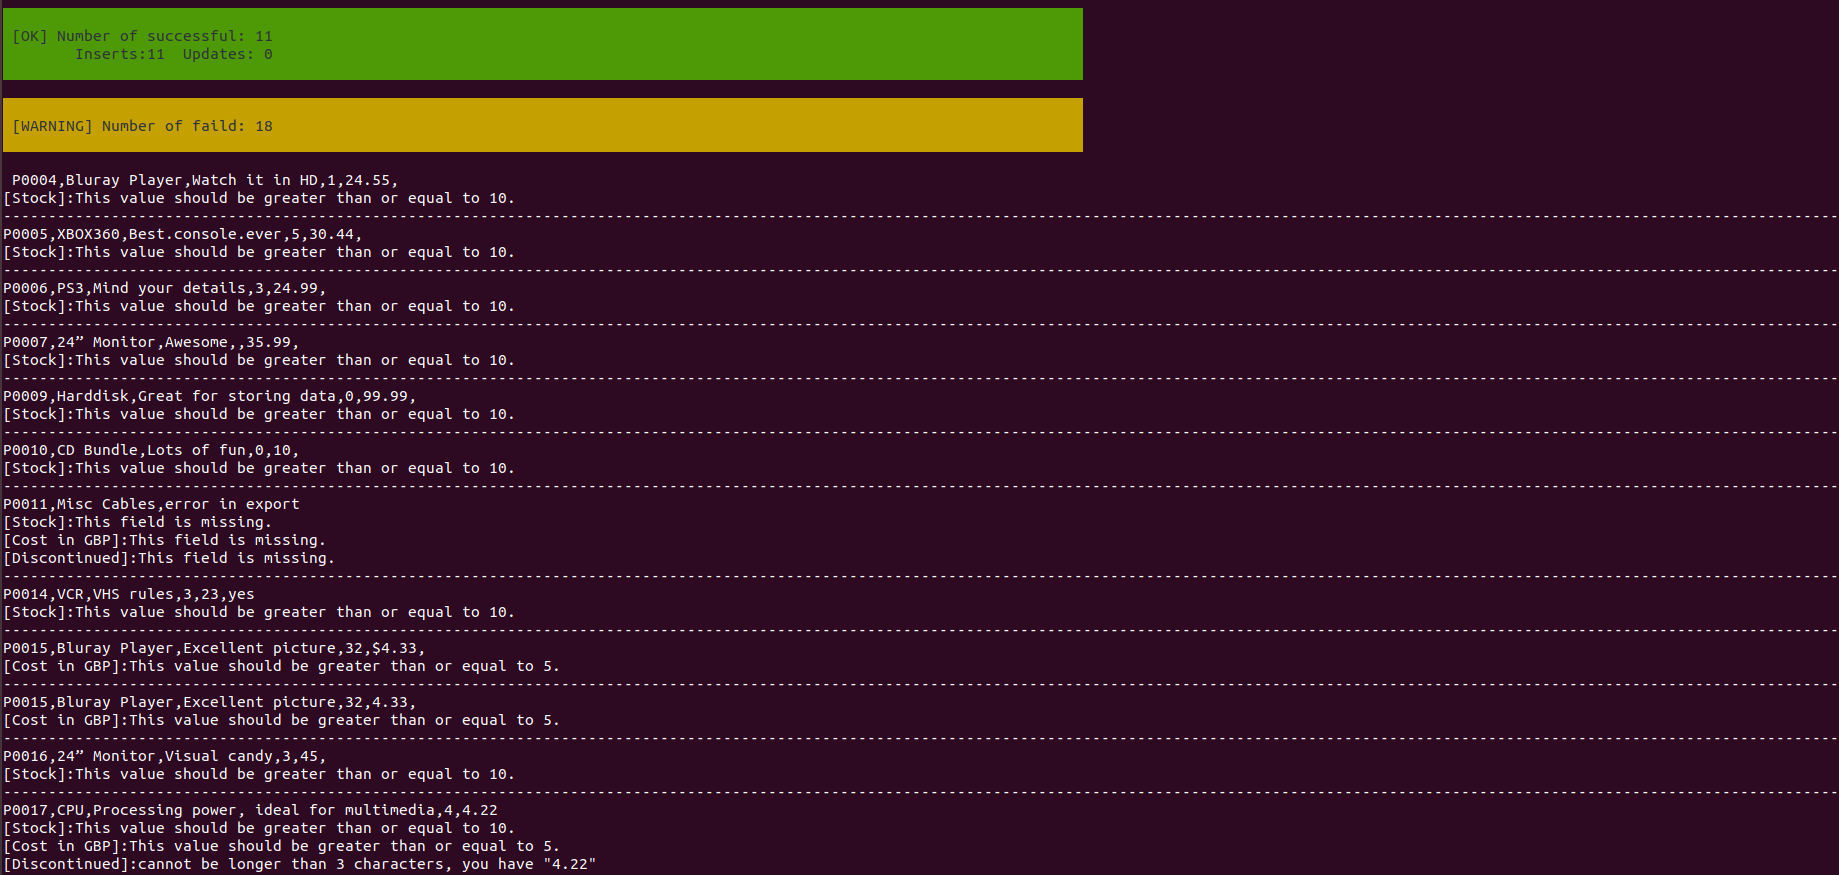 [OK] Number of successful: 11
Inserts:11  Updates: 0
[WARNING] Number of faild: 18
P0004,Bluray Player,Watch it in HD,1,24.55,
[Stock]:This value should be greater than or equal to 10.
P0005,XBOX360,Best.console.ever,5,30.44,
[Stock]:This value should be greater than or equal to 10.
P0006,PS3,Mind your details,3,24.99,
[Stock]:This value should be greater than or equal to 10.
P0007,24” Monitor,Awesome,,35.99,
[Stock]:This value should be greater than or equal to 10.
P0009,Harddisk,Great for storing data,0,99.99,
[Stock]:This value should be greater than or equal to 10.
P0010,CD Bundle,Lots of fun,0,10,
[Stock]:This value should be greater than or equal to 10.
P0011,Misc Cables,error in export
[Stock]:This field is missing.
[Cost in GBP]:This field is missing.
[Discontinued]:This field is missing.
P0014,VCR,VHS rules,3,23,yes
[Stock]:This value should be greater than or equal to 10.
P0015,Bluray Player,Excellent picture,32,$4.33,
[Cost in GBP]:This value should be greater than or equal to 5.
P0015,Bluray Player,Excellent picture,32,4.33,
[Cost in GBP]:This value should be greater than or equal to 5.
P0016,24” Monitor,Visual candy,3,45,
[Stock]:This value should be greater than or equal to 10.
P0017,CPU,Processing power, ideal for multimedia,4,4.22
[Stock]:This value should be greater than or equal to 10.
[Cost in GBP]:This value should be greater than or equal to 5.
[Discontinued]:cannot be longer than 3 characters, you have "4.22"